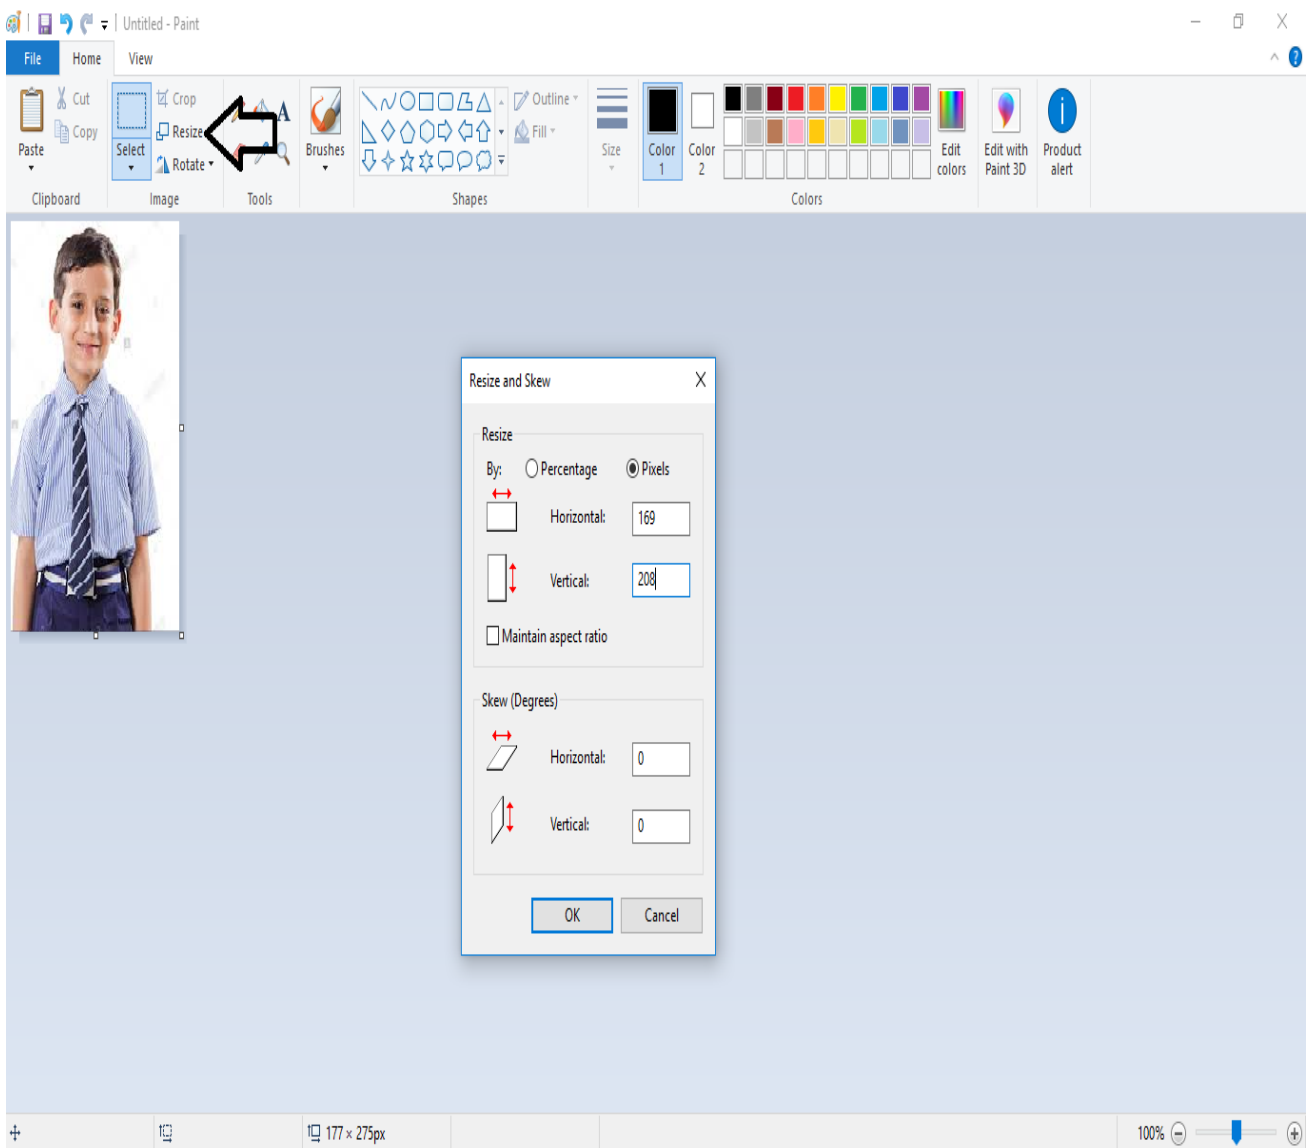 Untitled - Paint
File Home View
Paste
Cut
Copy
Clipboard
Select
Crop
Resize
Rotate
Image
A
Tools
Brushes
Outline
Fill
Shapes
Size
Color 1
Color 2
Edit colors
Colors
Edit with Paint 3D
Product alert
Resize and Skew
Resize
By: Percentage Pixels
Horizontal: 169
Vertical: 208
Maintain aspect ratio
Skew (Degrees)
Horizontal: 0
Vertical: 0
OK Cancel
177 × 275px
100%